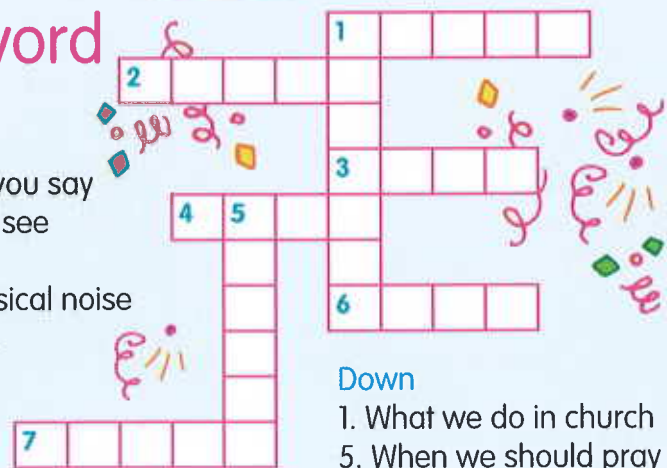 word
1
2
3
you say
4 5
see
sical noise
6
Down
1. What we do in church
7
5. When we should pray